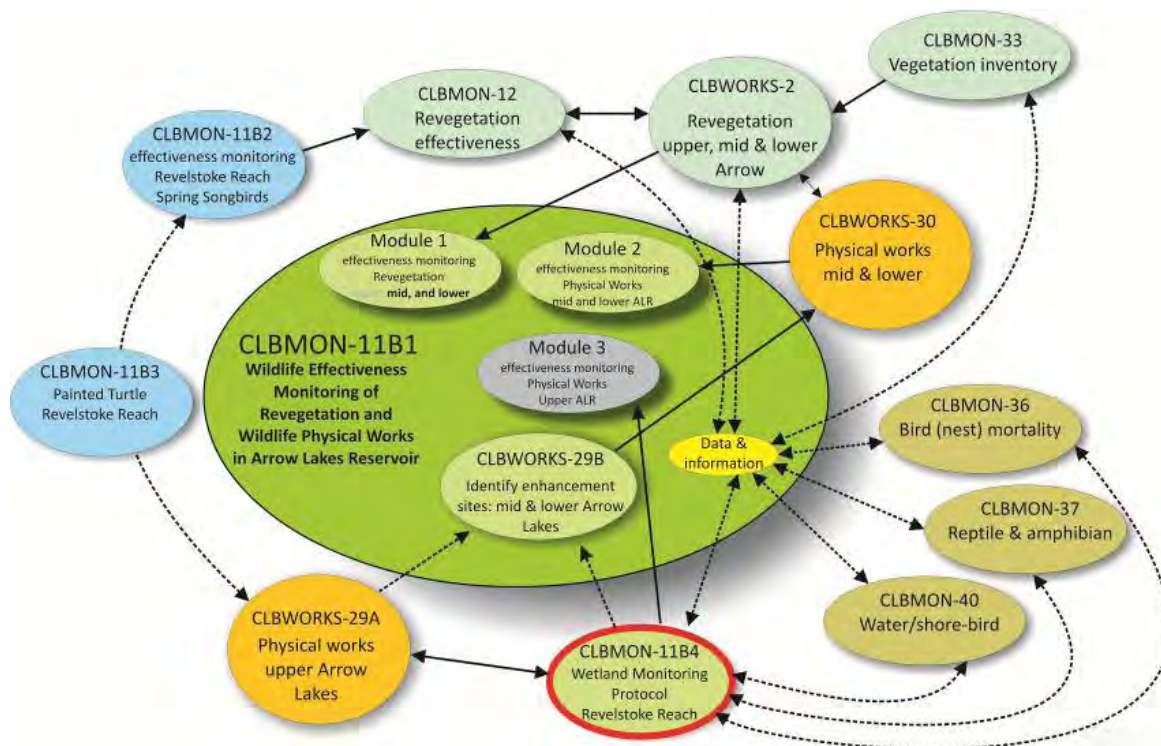 CLBMON-33
Vegetation inventory
CLBWORKS-2
Revegetation
upper, mid & lower
Arrow
CLBMON-12
Revegetation
effectiveness
CLBMON-11B2
effectiveness monitoring
Revelstoke Reach
Spring Songbirds
CLBWORKS-30
Physical works
mid & lower
Module 1
effectiveness monitoring
Revegetation
mid, and lower
Module 2
effectiveness monitoring
Physical Works
mid and lower ALR
CLBMON-11B1
Wildlife Effectiveness
Monitoring of
Revegetation and
Wildlife Physical Works
in Arrow Lakes Reservoir
Module 3
effectiveness monitoring
Physical Works
Upper ALR
CLBMON-11B3
Painted Turtle
Revelstoke Reach
CLBMON-36
Bird (nest) mortality
Data &
information
CLBWORKS-29B
Identify enhancement
sites: mid & lower Arrow
Lakes
CLBMON-37
Reptile & amphibian
CLBMON-40
Water/shore-bird
CLBWORKS-29A
Physical works
upper Arrow
Lakes
CLBMON-11B4
Wetland Monitoring
Protocol
Revelstoke Reach